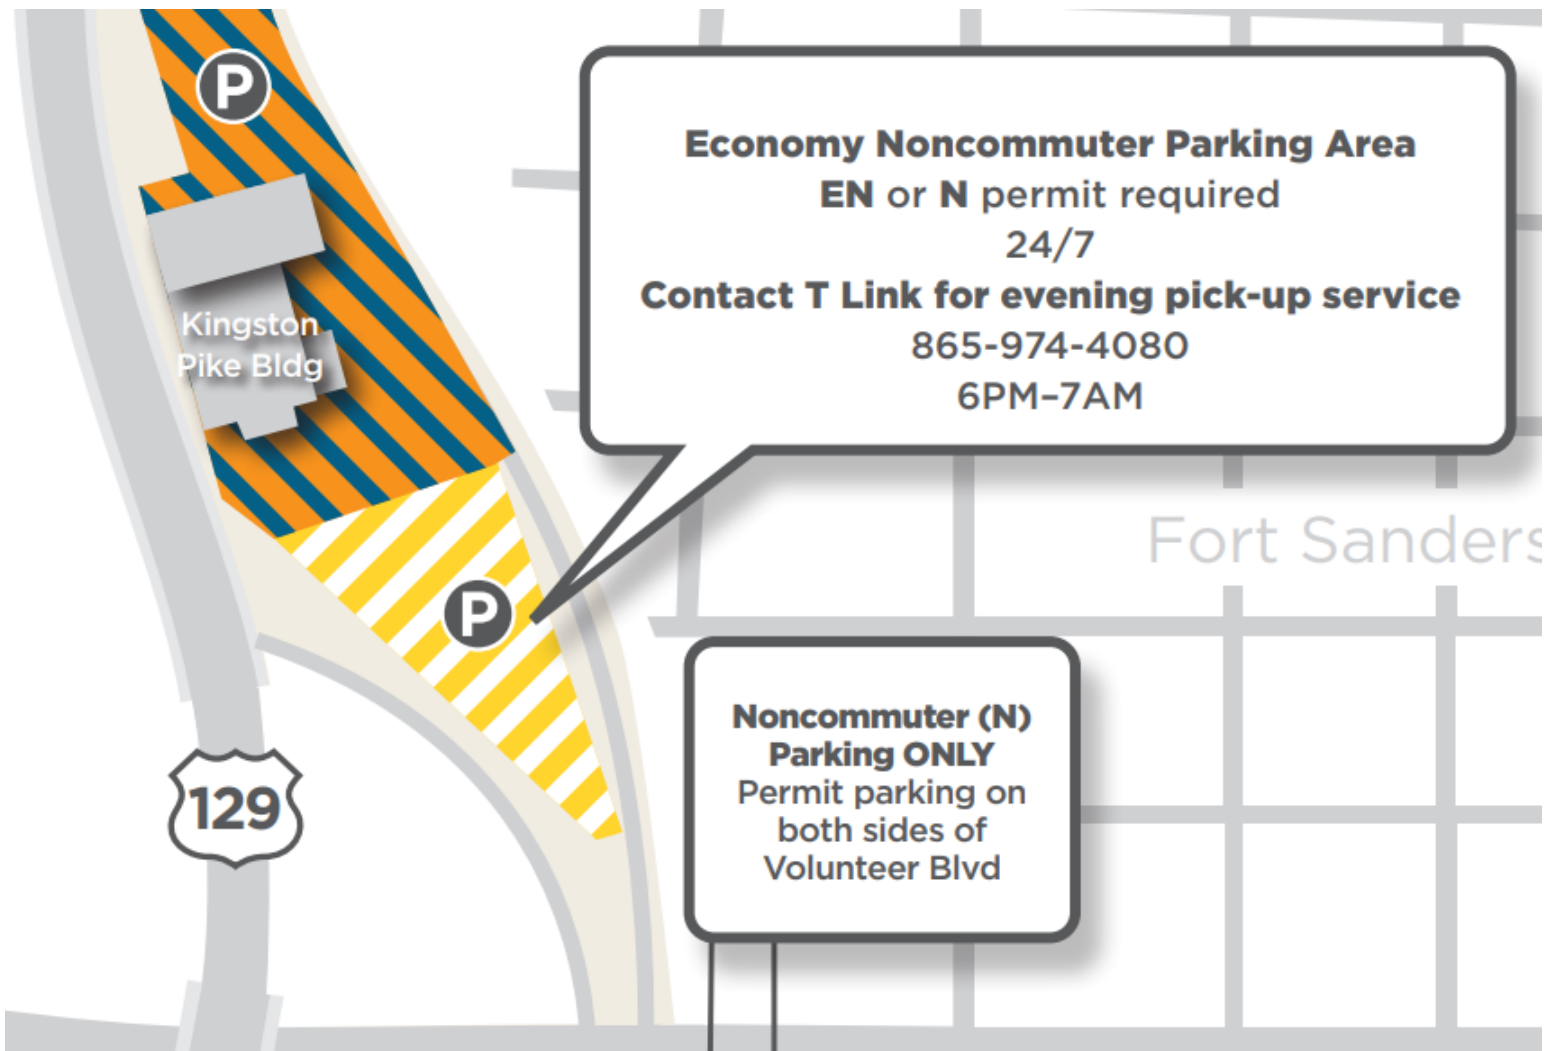 P
Economy Noncommuter Parking Area
EN or N permit required
24/7
Contact T Link for evening pick-up service
865-974-4080
6PM–7AM
Kingston
Pike Bldg
Fort Sanders
P
Noncommuter (N)
Parking ONLY
Permit parking on
both sides of
Volunteer Blvd
129